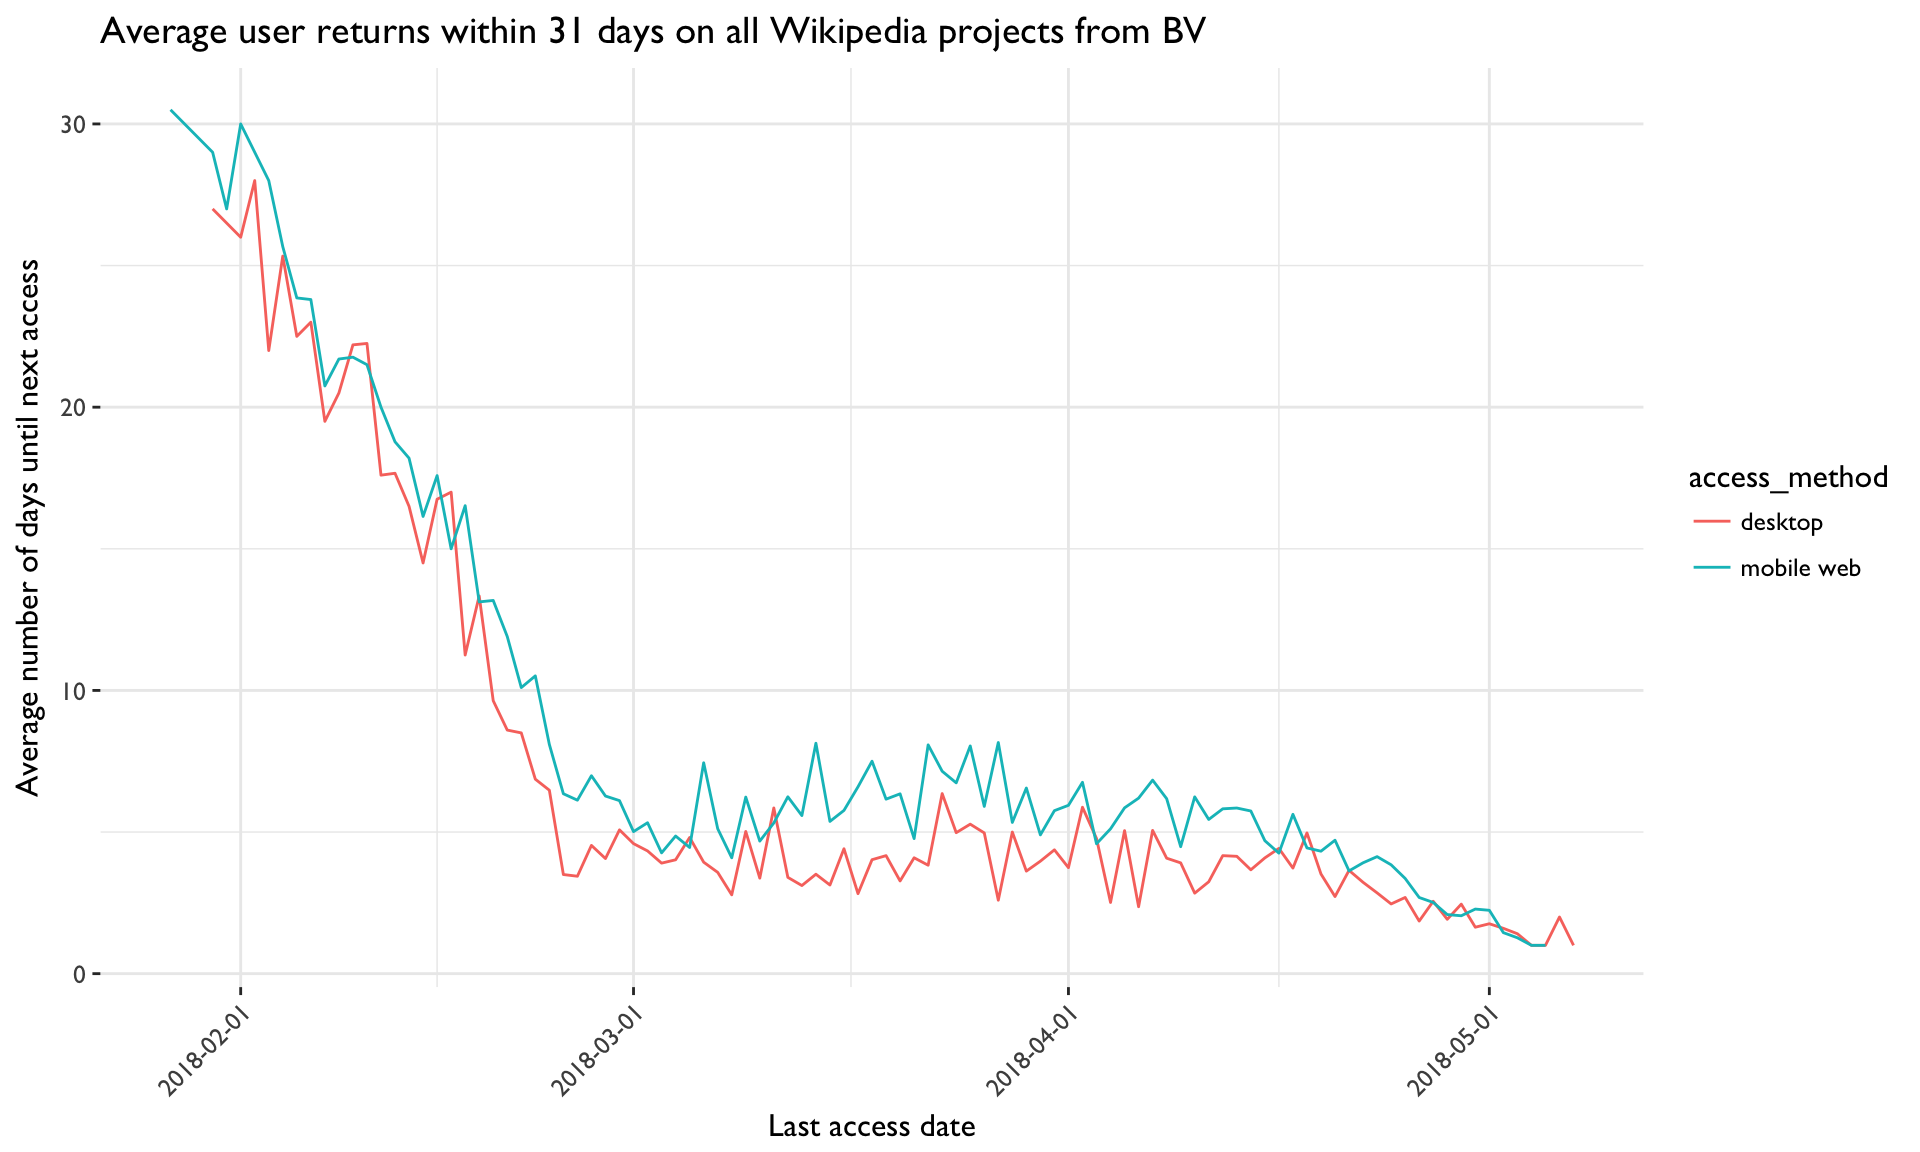 Average user returns within 31 days on all Wikipedia projects from BV
Average number of days until next access
30
20
10
0
2018-02-01
2018-03-01
2018-04-01
2018-05-01
Last access date
access_method
desktop
mobile web